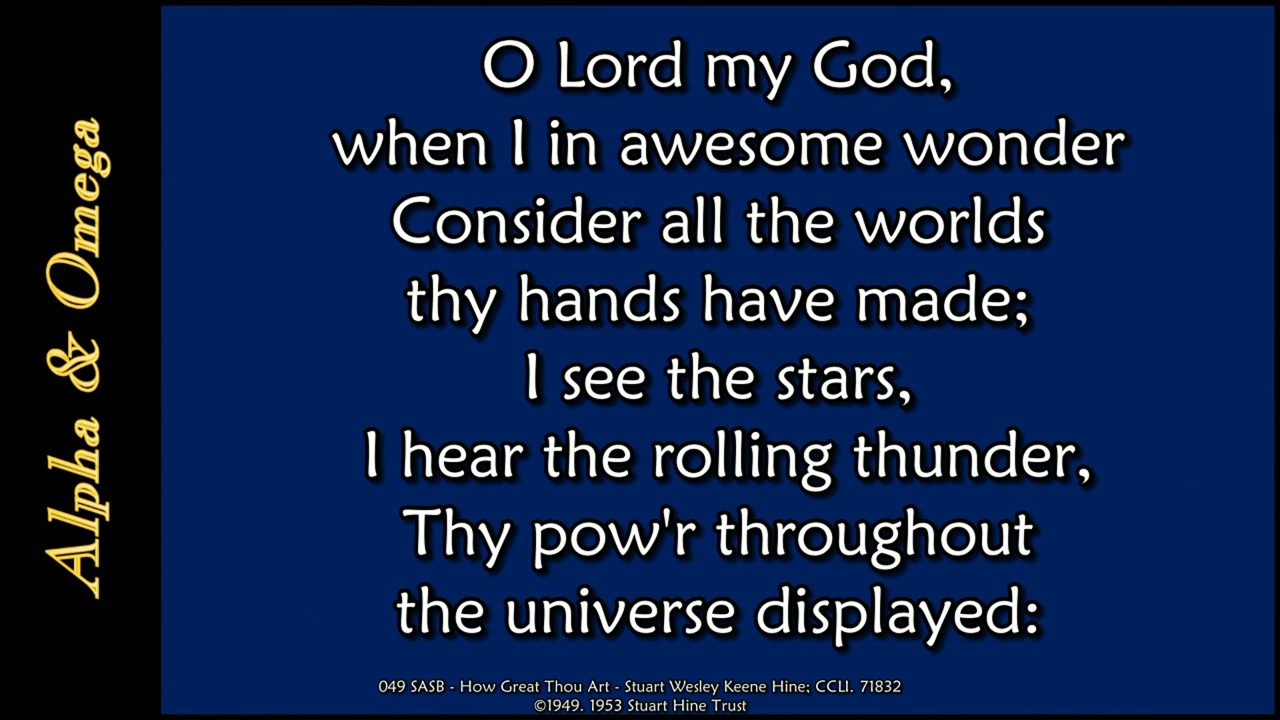 Alpha & Omega
O Lord my God,
when I in awesome wonder
Consider all the worlds
thy hands have made;
I see the stars,
I hear the rolling thunder,
Thy pow'r throughout
the universe displayed:
049 SASB - How Great Thou Art - Stuart Wesley Keene Hine; CCLI. 71832
©1949. 1953 Stuart Hine Trust